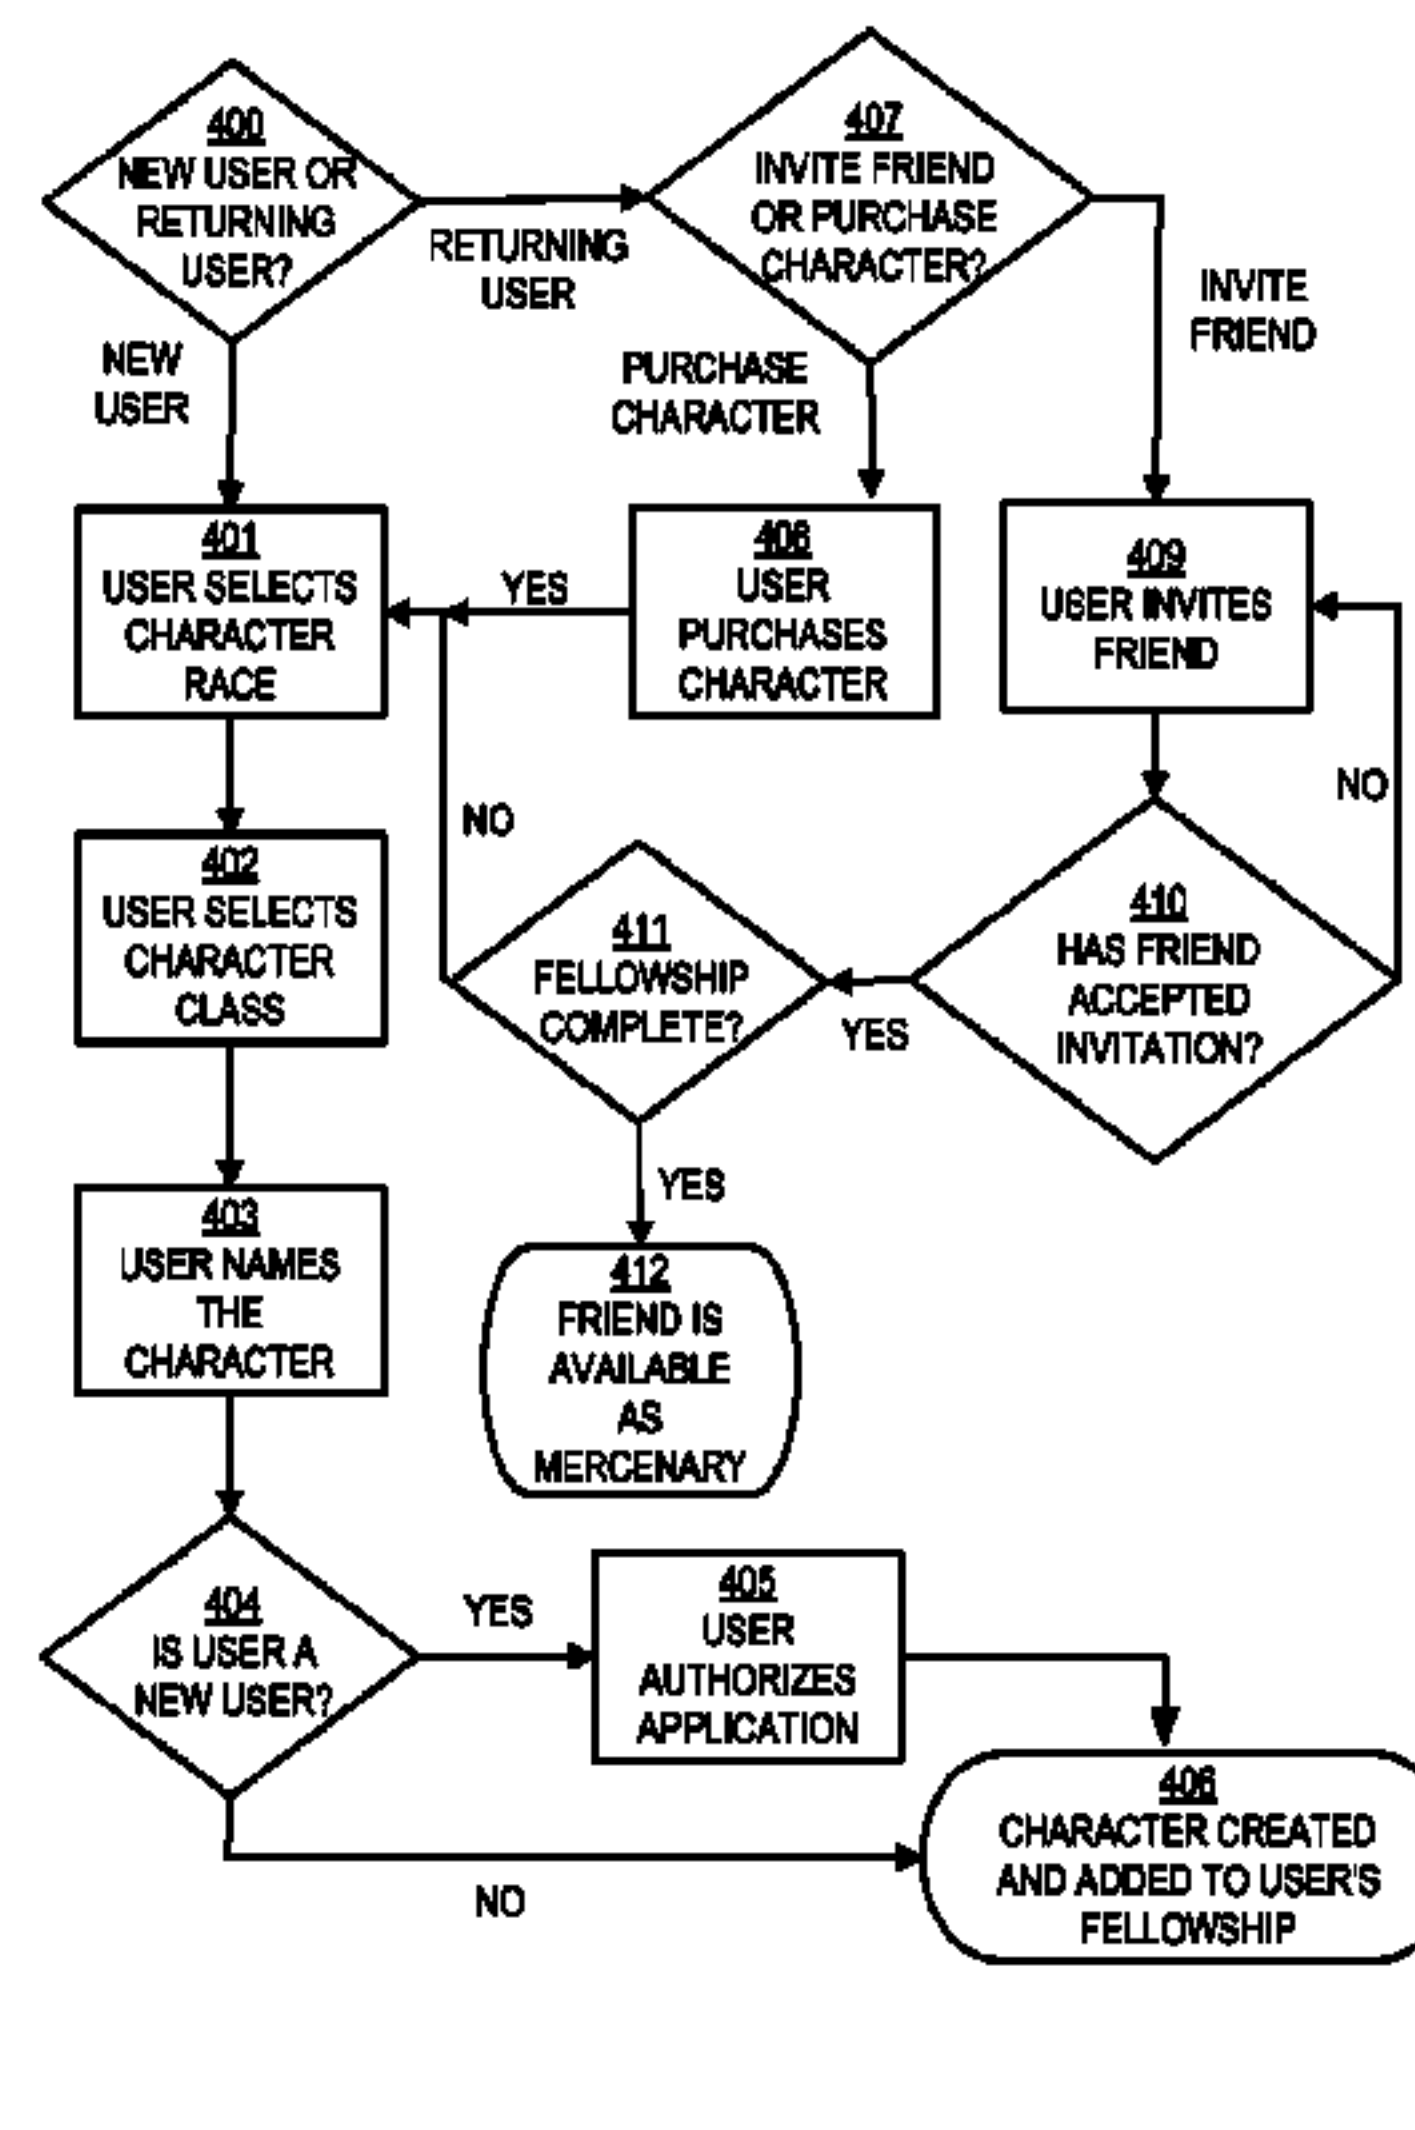 400
NEW USER OR
RETURNING
USER?
RETURNING
USER
NEW
USER
407
INVITE FRIEND
OR PURCHASE
CHARACTER?
PURCHASE
CHARACTER
INVITE
FRIEND
401
USER SELECTS
CHARACTER
RACE
YES
408
USER
PURCHASES
CHARACTER
409
USER INVITES
FRIEND
NO
NO
402
USER SELECTS
CHARACTER
CLASS
411
FELLOWSHIP
COMPLETE?
YES
410
HAS FRIEND
ACCEPTED
INVITATION?
YES
403
USER NAMES
THE
CHARACTER
412
FRIEND IS
AVAILABLE
AS
MERCENARY
404
IS USER A
NEW USER?
YES
405
USER
AUTHORIZES
APPLICATION
NO
406
CHARACTER CREATED
AND ADDED TO USER'S
FELLOWSHIP